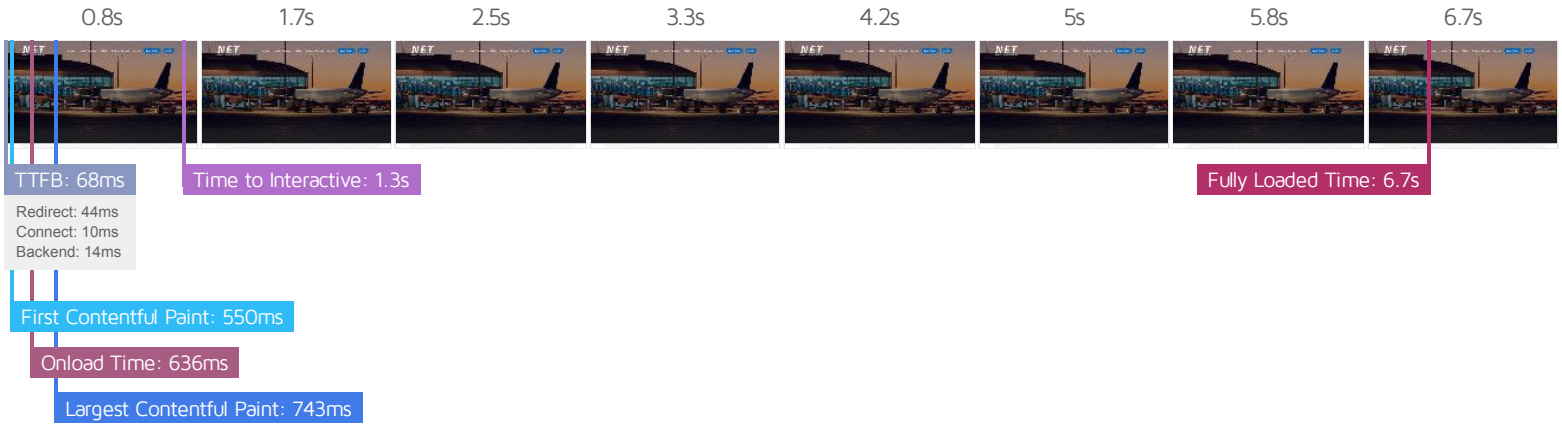 0.8s 1.7s 2.5s 3.3s 4.2s 5s 5.8s 6.7s
NET NET NET NET NET NET NET NET
TTFB: 68ms Time to Interactive: 1.3s Fully Loaded Time: 6.7s
Redirect: 44ms
Connect: 10ms
Backend: 14ms
First Contentful Paint: 550ms
Onload Time: 636ms
Largest Contentful Paint: 743ms